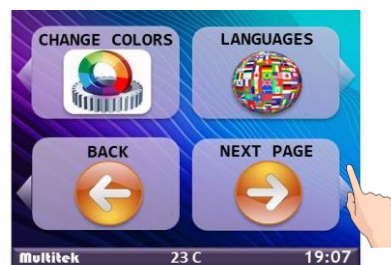 CHANGE COLORS
LANGUAGES
BACK
NEXT PAGE
Multitek 23 C 19:07